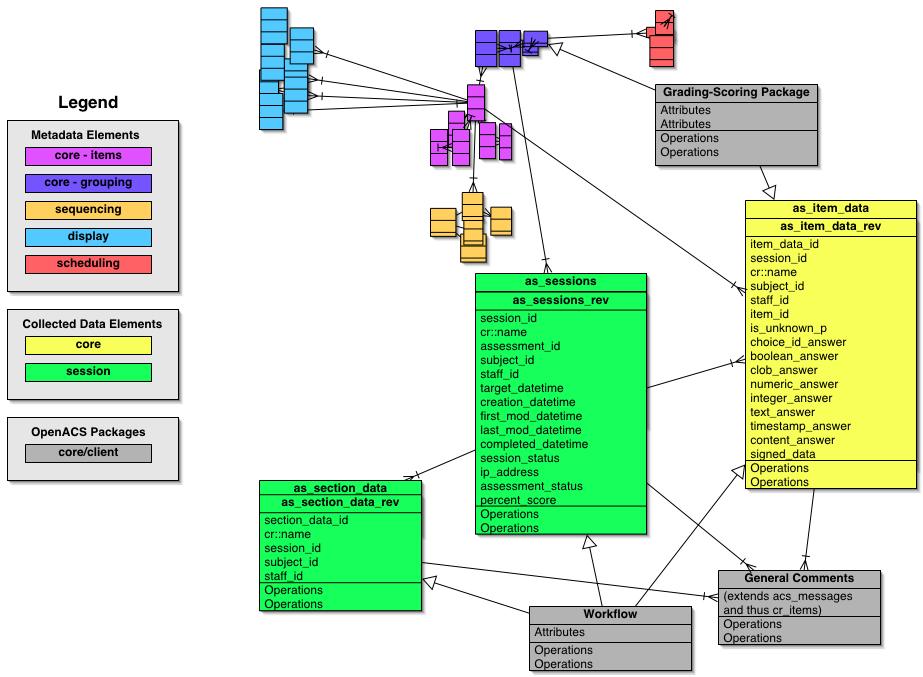 Legend
Metadata Elements
core - items
core - grouping
sequencing
display
scheduling
Collected Data Elements
core
session
OpenACS Packages
core/client
Grading-Scoring Package
Attributes
Attributes
Operations
Operations
as_item_data
as_item_data_rev
item_data_id
session_id
cr::name
subject_id
staff_id
item_id
is_unknown_p
choice_id_answer
boolean_answer
clob_answer
numeric_answer
integer_answer
text_answer
timestamp_answer
content_answer
signed_data
Operations
Operations
as_sessions
as_sessions_rev
session_id
cr::name
assessment_id
subject_id
staff_id
target_datetime
creation_datetime
first_mod_datetime
last_mod_datetime
completed_datetime
session_status
ip_address
assessment_status
percent_score
Operations
Operations
as_section_data
as_section_data_rev
section_data_id
cr::name
session_id
subject_id
staff_id
Operations
Operations
General Comments
(extends acs_messages
and thus cr_items)
Operations
Operations
Workflow
Attributes
Operations
Operations